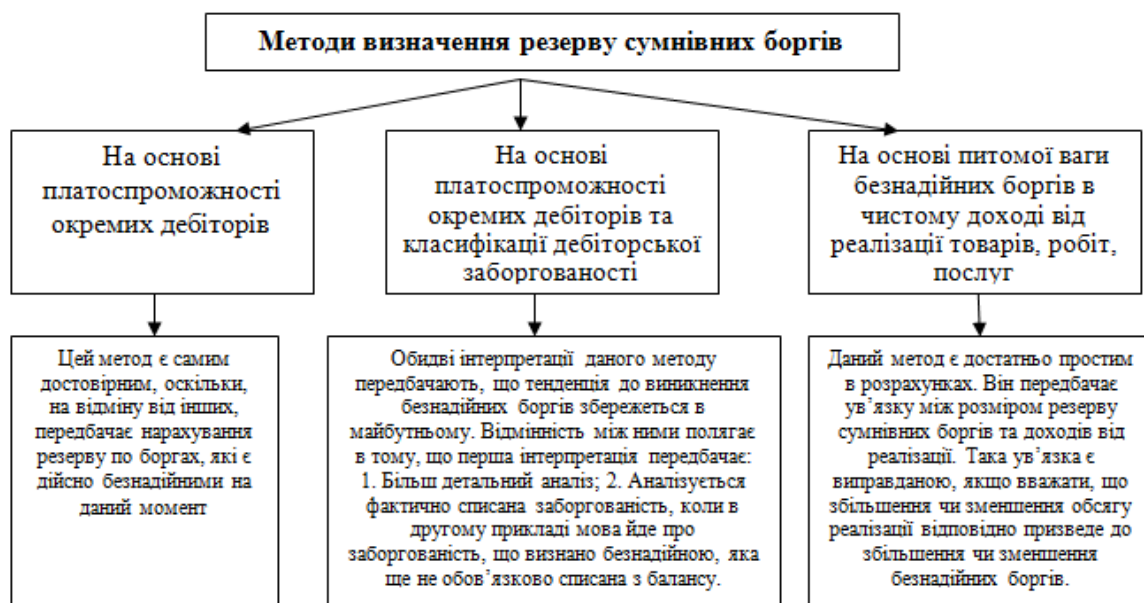 Методи визначення резерву сумнівних боргів
На основі
платоспроможності
окремих дебіторів
На основі
платоспроможності
окремих дебіторів та
класифікації дебіторської
заборгованості
На основі питомої ваги
безнадійних боргів в
чистому доході від
реалізації товарів, робіт,
послуг
Цей метод є самим
достовірним, оскільки,
на відміну від інших,
передбачає нарахування
резерву по боргах, які є
дійсно безнадійними на
даний момент
Обидві інтерпретації даного методу
передбачають, що тенденція до виникнення
безнадійних боргів збережеться в
майбутньому. Відмінність між ними полягає
в тому, що перша інтерпретація передбачає:
1. Більш детальний аналіз; 2. Аналізується
фактично списана заборгованість, коли в
другому прикладі мова йде про
заборгованість, що визнано безнадійною, яка
ще не обов’язково списана з балансу.
Даний метод є достатньо простим
в розрахунках. Він передбачає
ув’язку між розміром резерву
сумнівних боргів та доходів від
реалізації. Така ув’язка є
виправданою, якщо вважати, що
збільшення чи зменшення обсягу
реалізації відповідно призведе до
збільшення чи зменшення
безнадійних боргів.